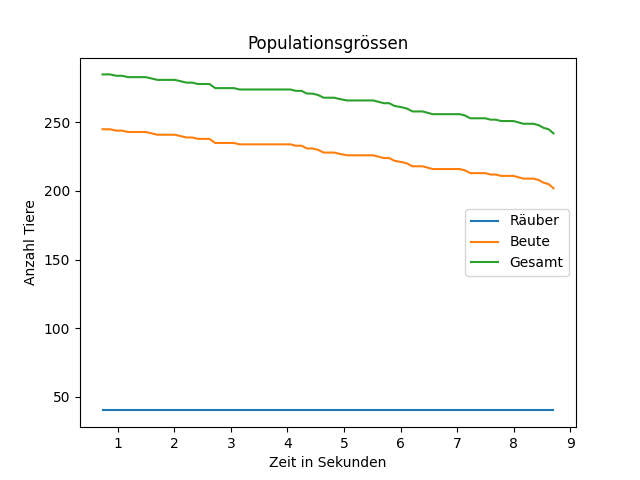 Populationsgrössen
Anzahl Tiere
250
200
150
100
50
Räuber
Beute
Gesamt
1 2 3 4 5 6 7 8 9
Zeit in Sekunden